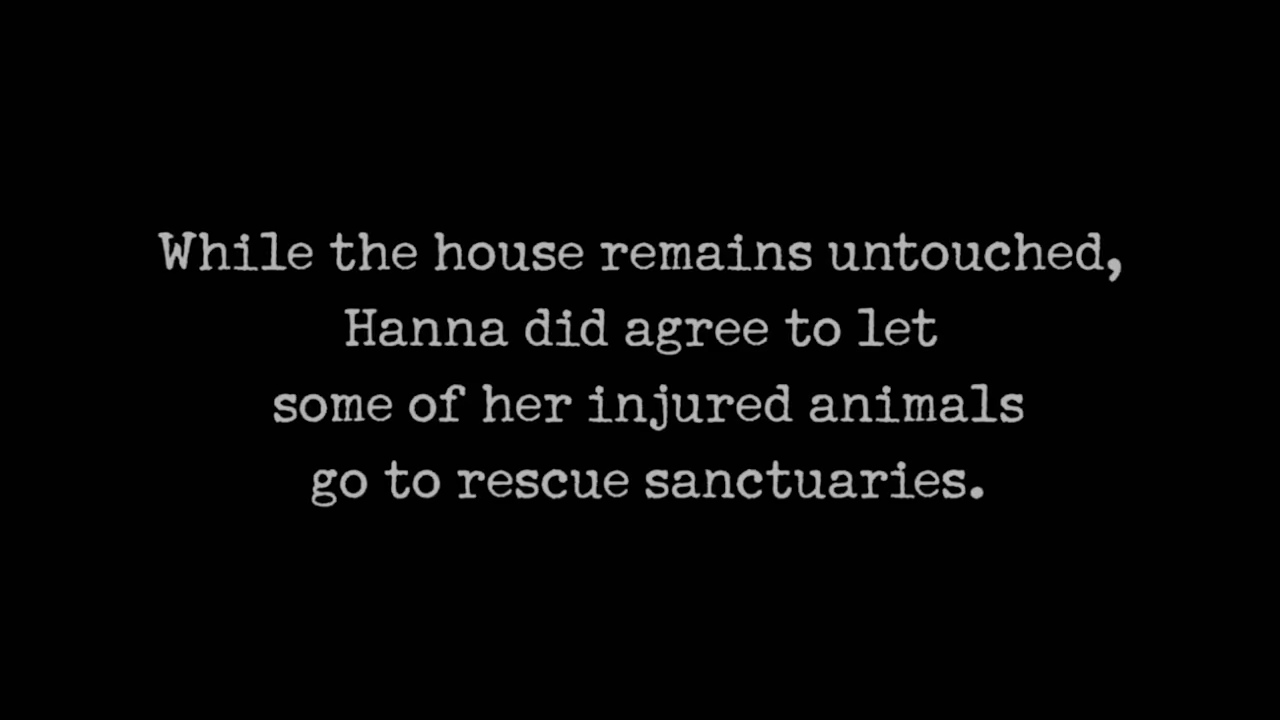 While the house remains untouched,
Hanna did agree to let
some of her injured animals
go to rescue sanctuaries.